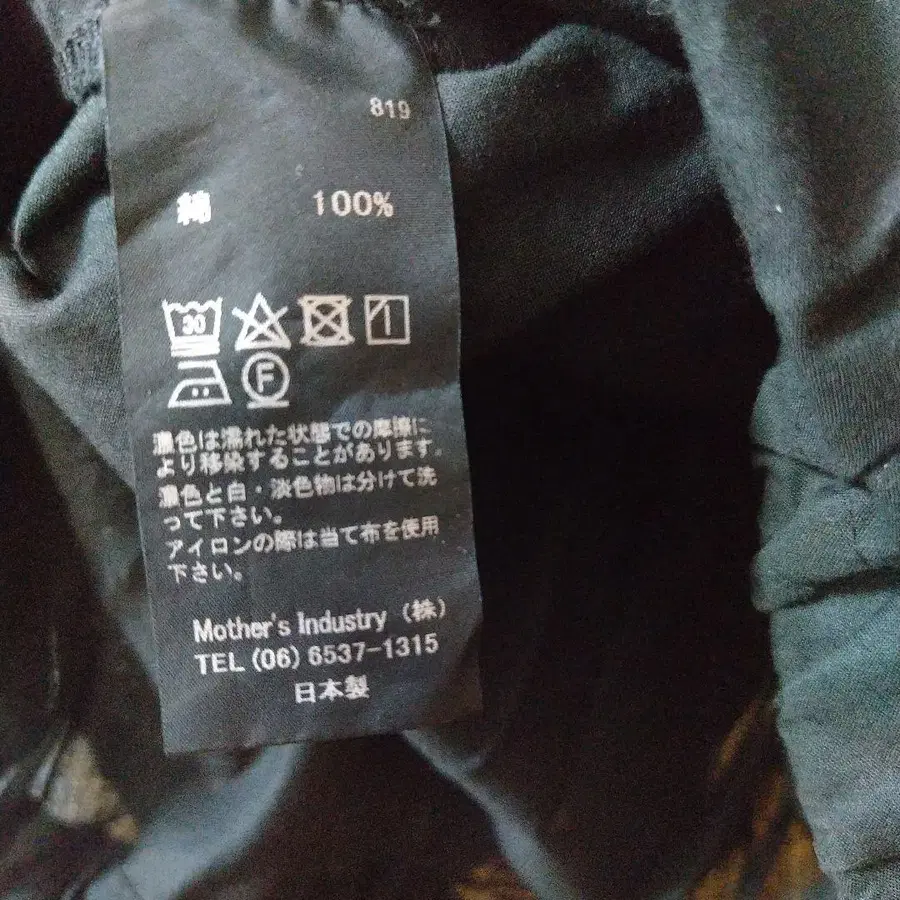 819
綿 100%
30
F
濃色は濡れた状態での摩擦に
より移染することがあります。
濃色と白・淡色物は分けて洗
って下さい。
アイロンの際は当て布を使用
下さい。
Mother's Industry (株)
TEL (06) 6537-1315
日本製